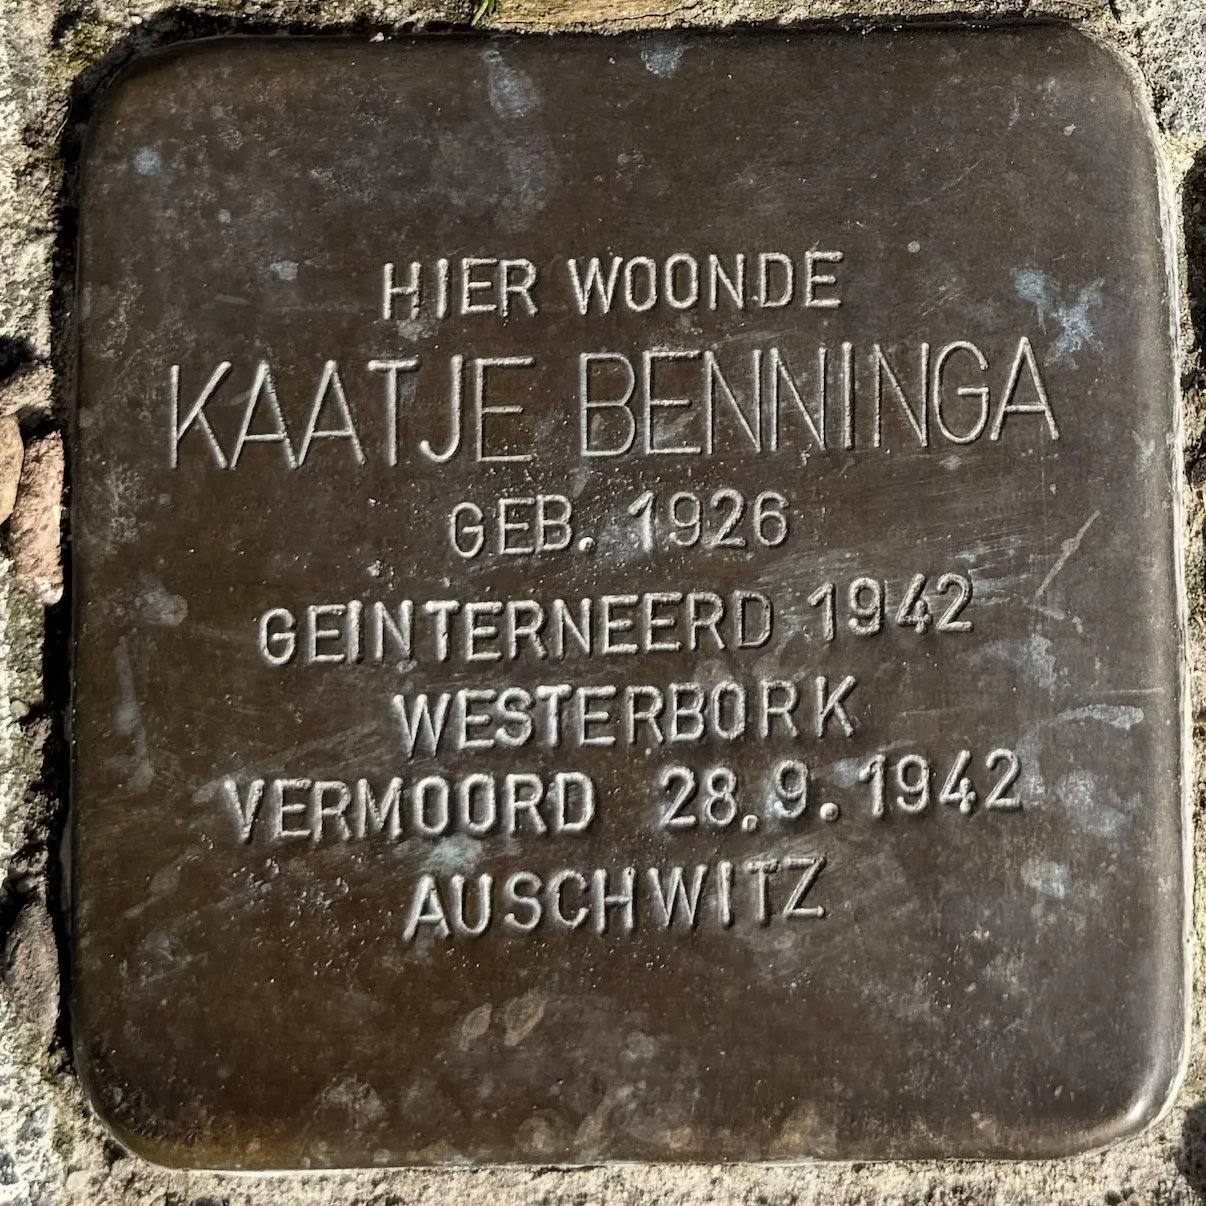 HIER WOONDE
KAATJE BENNINGA
GEB. 1926
GEINTERNEERD 1942
WESTERBORK
VERMOORD 28.9.1942
AUSCHWITZ